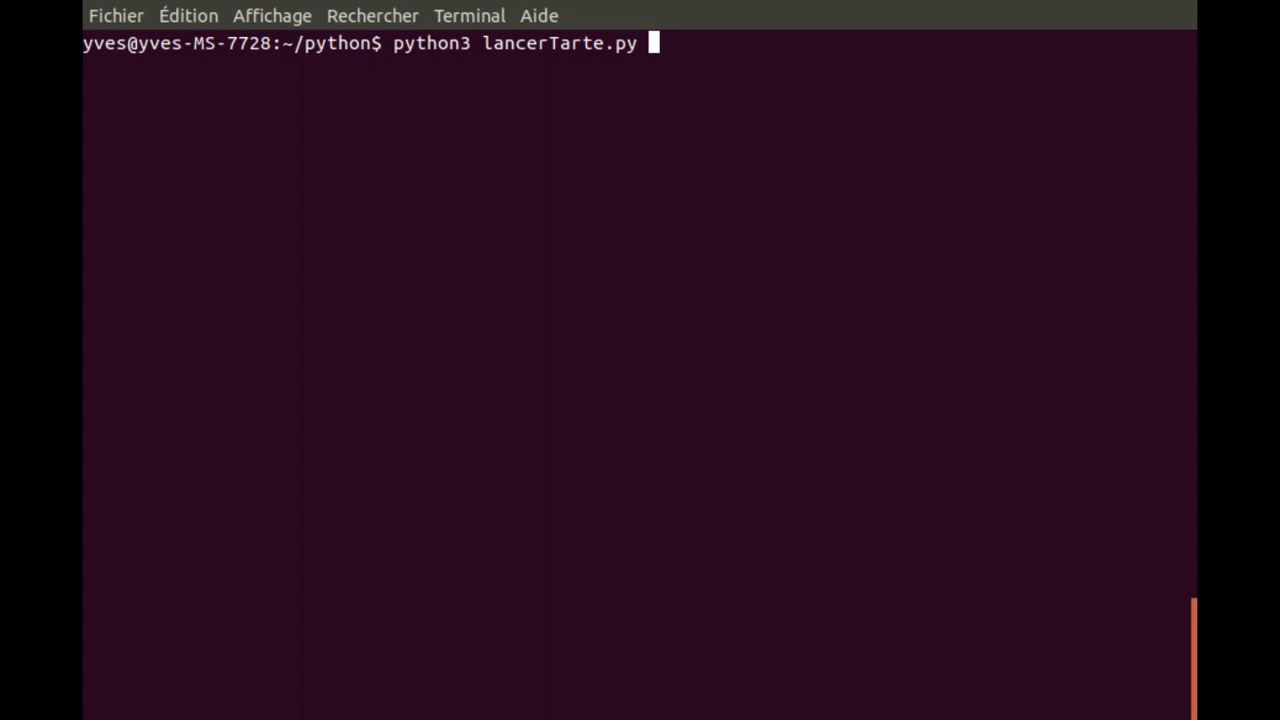 Fichier Édition Affichage Rechercher Terminal Aide
yves@yves-MS-7728:~/python$ python3 lancerTarte.py